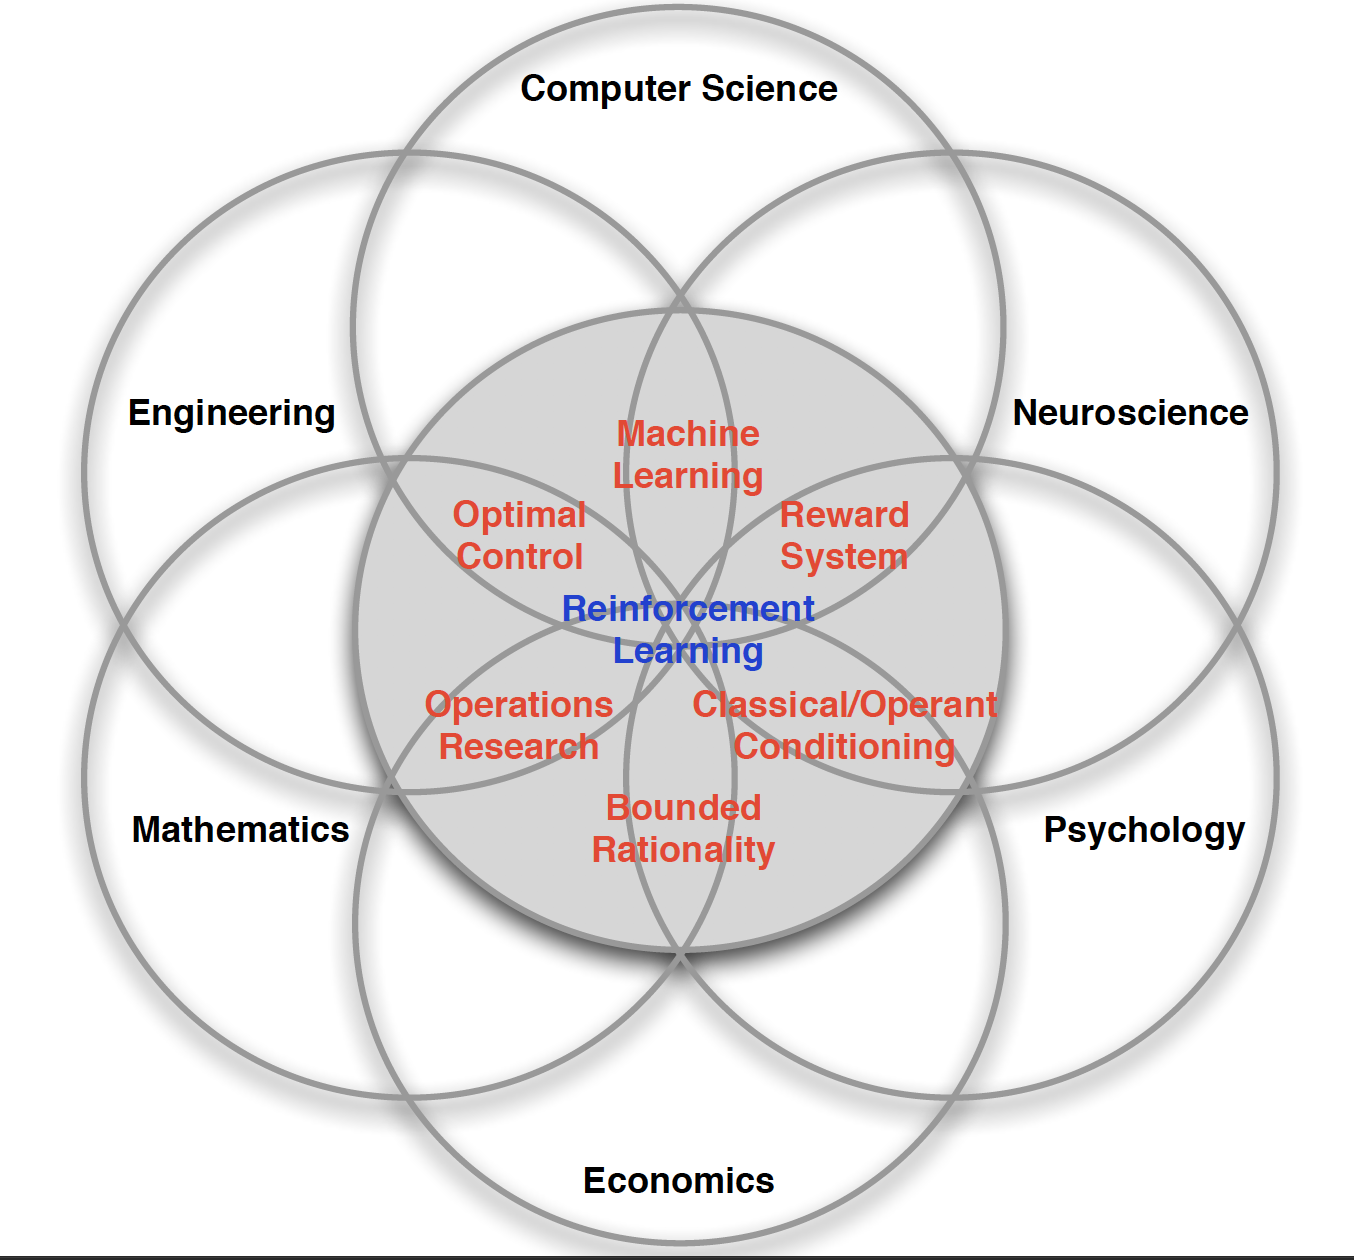 Computer Science
Engineering
Neuroscience
Machine
Learning
Optimal
Control
Reward
System
Reinforcement
Learning
Operations
Research
Classical/Operant
Conditioning
Bounded
Rationality
Mathematics
Psychology
Economics